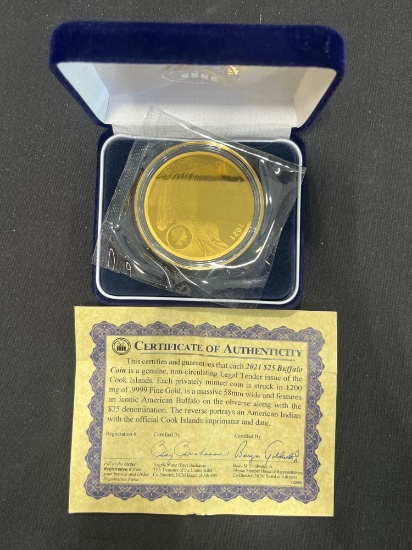 2021
CERTIFICATE OF AUTHENTICITY
This certifies and guarantees that each 2021 $25 Buffalo
Coin is a genuine, non-circulating Legal Tender issue of the
Cook Islands. Each privately minted coin is struck in 1200
mg of .9999 Fine Gold, is a massive 58mm wide and features
an iconic American Buffalo on the obverse along with the
$25 denomination. The reverse portrays an American Indian
with the official Cook Islands imprimatur and date.
Registration #: Certified By Certified By